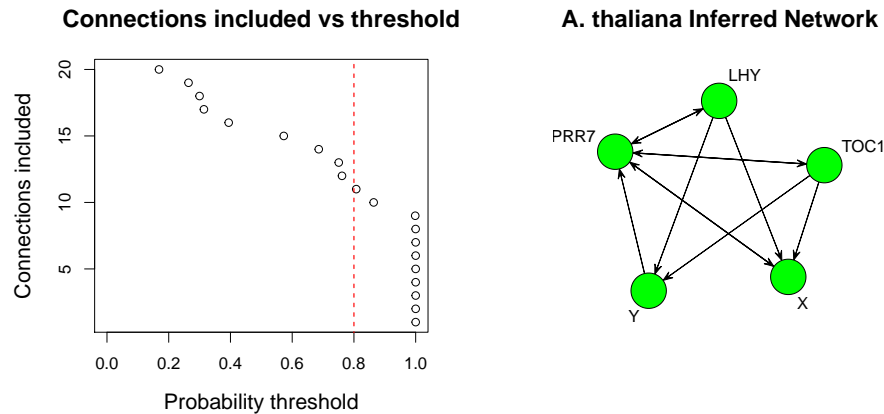 Connections included vs threshold
A. thaliana Inferred Network
Connections included
20
15
10
5
0.0 0.2 0.4 0.6 0.8 1.0
Probability threshold
LHY
PRR7
TOC1
X
Y